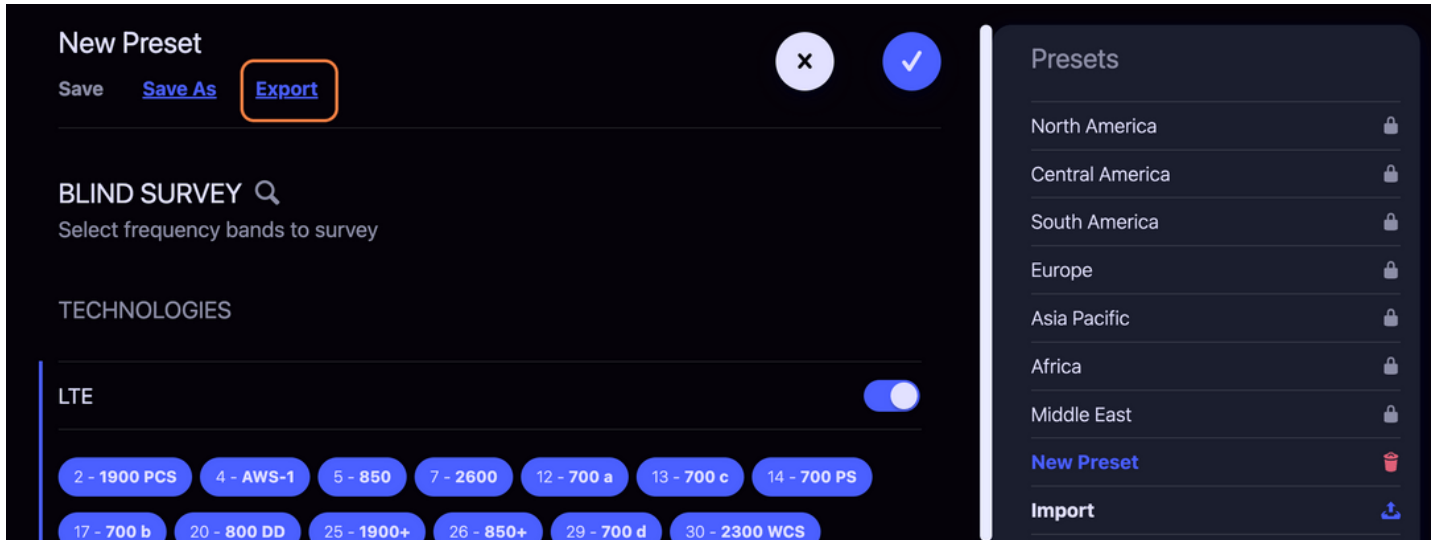 New Preset
Save Save As Export
BLIND SURVEY
Select frequency bands to survey
TECHNOLOGIES
LTE
2 - 1900 PCS 4 - AWS-1 5 - 850 7 - 2600 12 - 700 a 13 - 700 c 14 - 700 PS
17 - 700 b 20 - 800 DD 25 - 1900+ 26 - 850+ 29 - 700 d 30 - 2300 WCS
Presets
North America
Central America
South America
Europe
Asia Pacific
Africa
Middle East
New Preset
Import